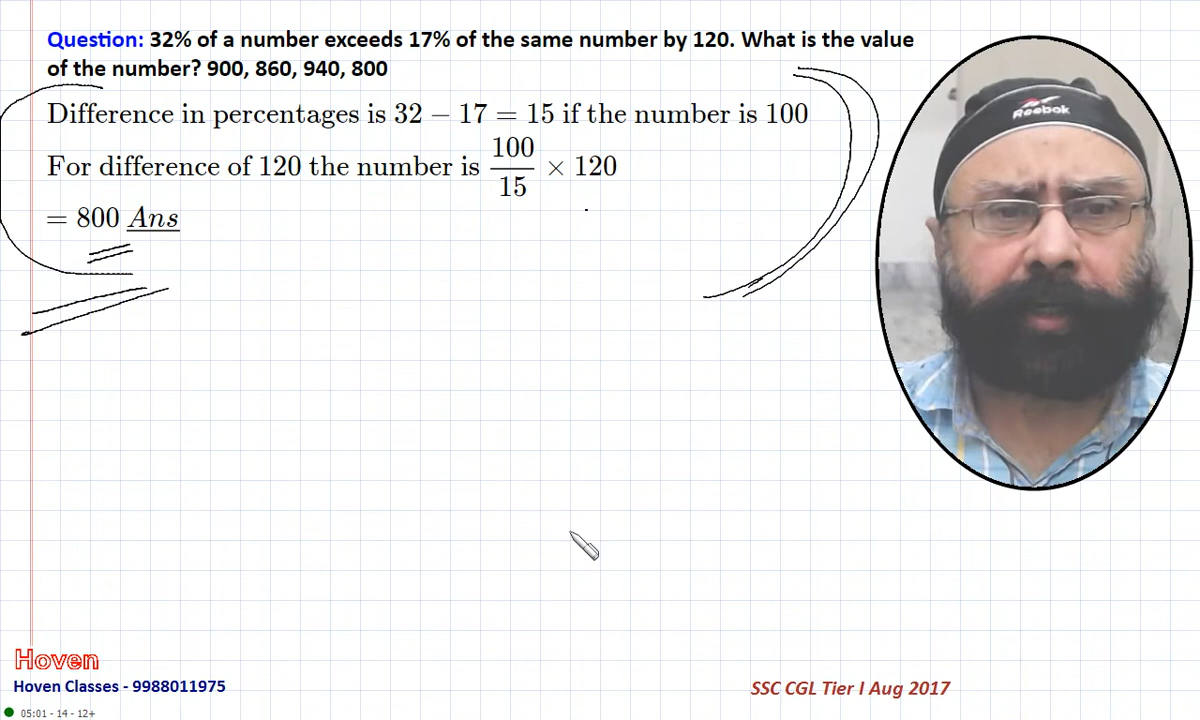 Question: 32% of a number exceeds 17% of the same number by 120. What is the value
of the number? 900, 860, 940, 800
Difference in percentages is 32 − 17 = 15 if the number is 100
For difference of 120 the number is 100/15 × 120
= 800 Ans
Reebok
Hoven
Hoven Classes - 9988011975
SSC CGL Tier I Aug 2017
05:01 - 14 - 12+